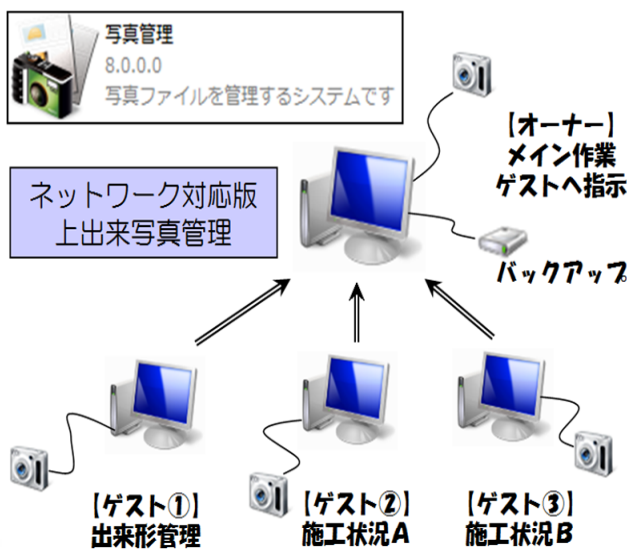 写真管理
8.0.0.0
写真ファイルを管理するシステムです
ネットワーク対応版
上出来写真管理
【オーナー】
メイン作業
ゲストへ指示
バックアップ
【ゲスト①】
出来形管理
【ゲスト②】
施工状況A
【ゲスト③】
施工状況B